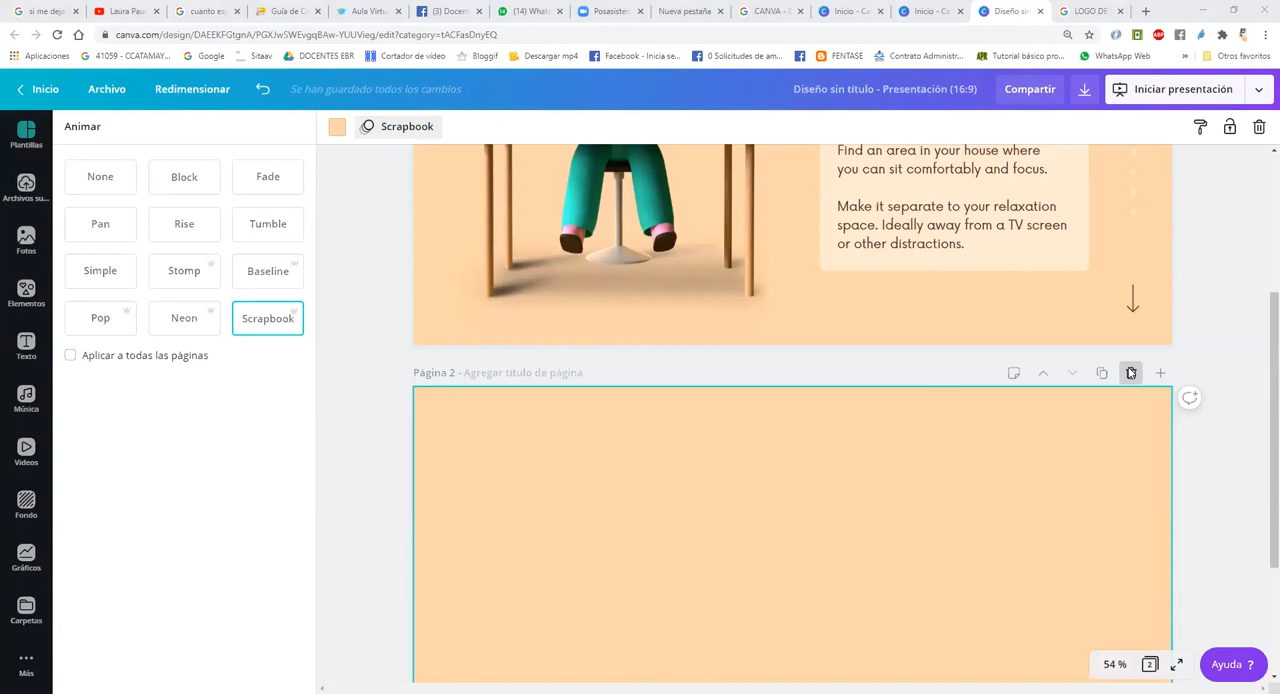 si me deja
Laura Pau
cuanto es
Guía de C
Aula Virtu
(3) Docen
(14) What
Posasisten
Nueva pestaña
CANVA - 
Inicio - Ca
Inicio - Ca
Diseño sin
LOGO DE
canva.com/design/DAEEKFGtgnA/PGXJwSWEvgqBAw-YUUVieg/edit?category=tACFasDnyEQ
ABP
Aplicaciones
41059 - CCATAMAY...
Google
Sitaav
DOCENTES EBR
Cortador de vídeo
Bloggif
Descargar mp4
Facebook - Inicia se...
0 Solicitudes de am...
FENTASE
Contrato Administr...
Tutorial básico pro...
WhatsApp Web
»
Otros favoritos
Inicio
Archivo
Redimensionar
Se han guardado todos los cambios
Diseño sin título - Presentación (16:9)
Compartir
Iniciar presentación
Plantillas
Archivos su...
Fotos
Elementos
Texto
Música
Videos
Fondo
Gráficos
Carpetas
Más
Animar
None
Block
Fade
Pan
Rise
Tumble
Simple
Stomp
Baseline
Pop
Neon
Scrapbook
Aplicar a todas las páginas
Scrapbook
Find an area in your house where
you can sit comfortably and focus.
Make it separate to your relaxation
space. Ideally away from a TV screen
or other distractions.
Página 2 - Agregar título de página
54 %
2
Ayuda ?